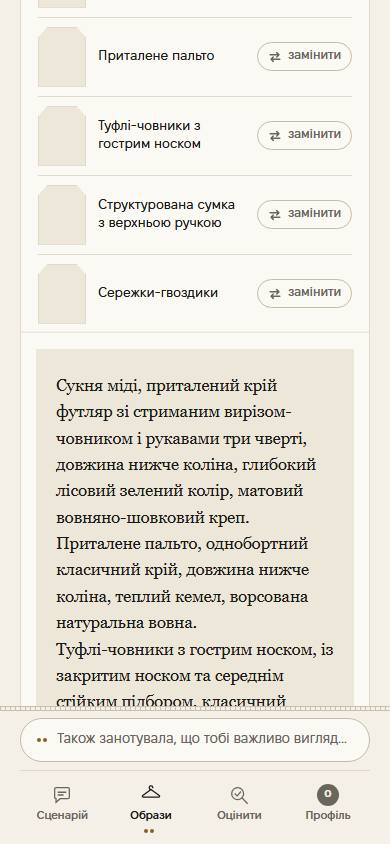 Приталене пальто
замінити
Туфлі-човники з
гострим носком
замінити
Структурована сумка
з верхньою ручкою
замінити
Сережки-гвоздики
замінити
Сукня міді, приталений крій
футляр зі стриманим вирізом-
човником і рукавами три чверті,
довжина нижче коліна, глибокий
лісовий зелений колір, матовий
вовняно-шовковий креп.
Приталене пальто, однобортний
класичний крій, довжина нижче
коліна, теплий кемел, ворсована
натуральна вовна.
Туфлі-човники з гострим носком, із
закритим носком та середнім
стійким підбором, класичний
Також занотувала, що тобі важливо вигляд...
Сценарій
Образи
Оцінити
О
Профіль